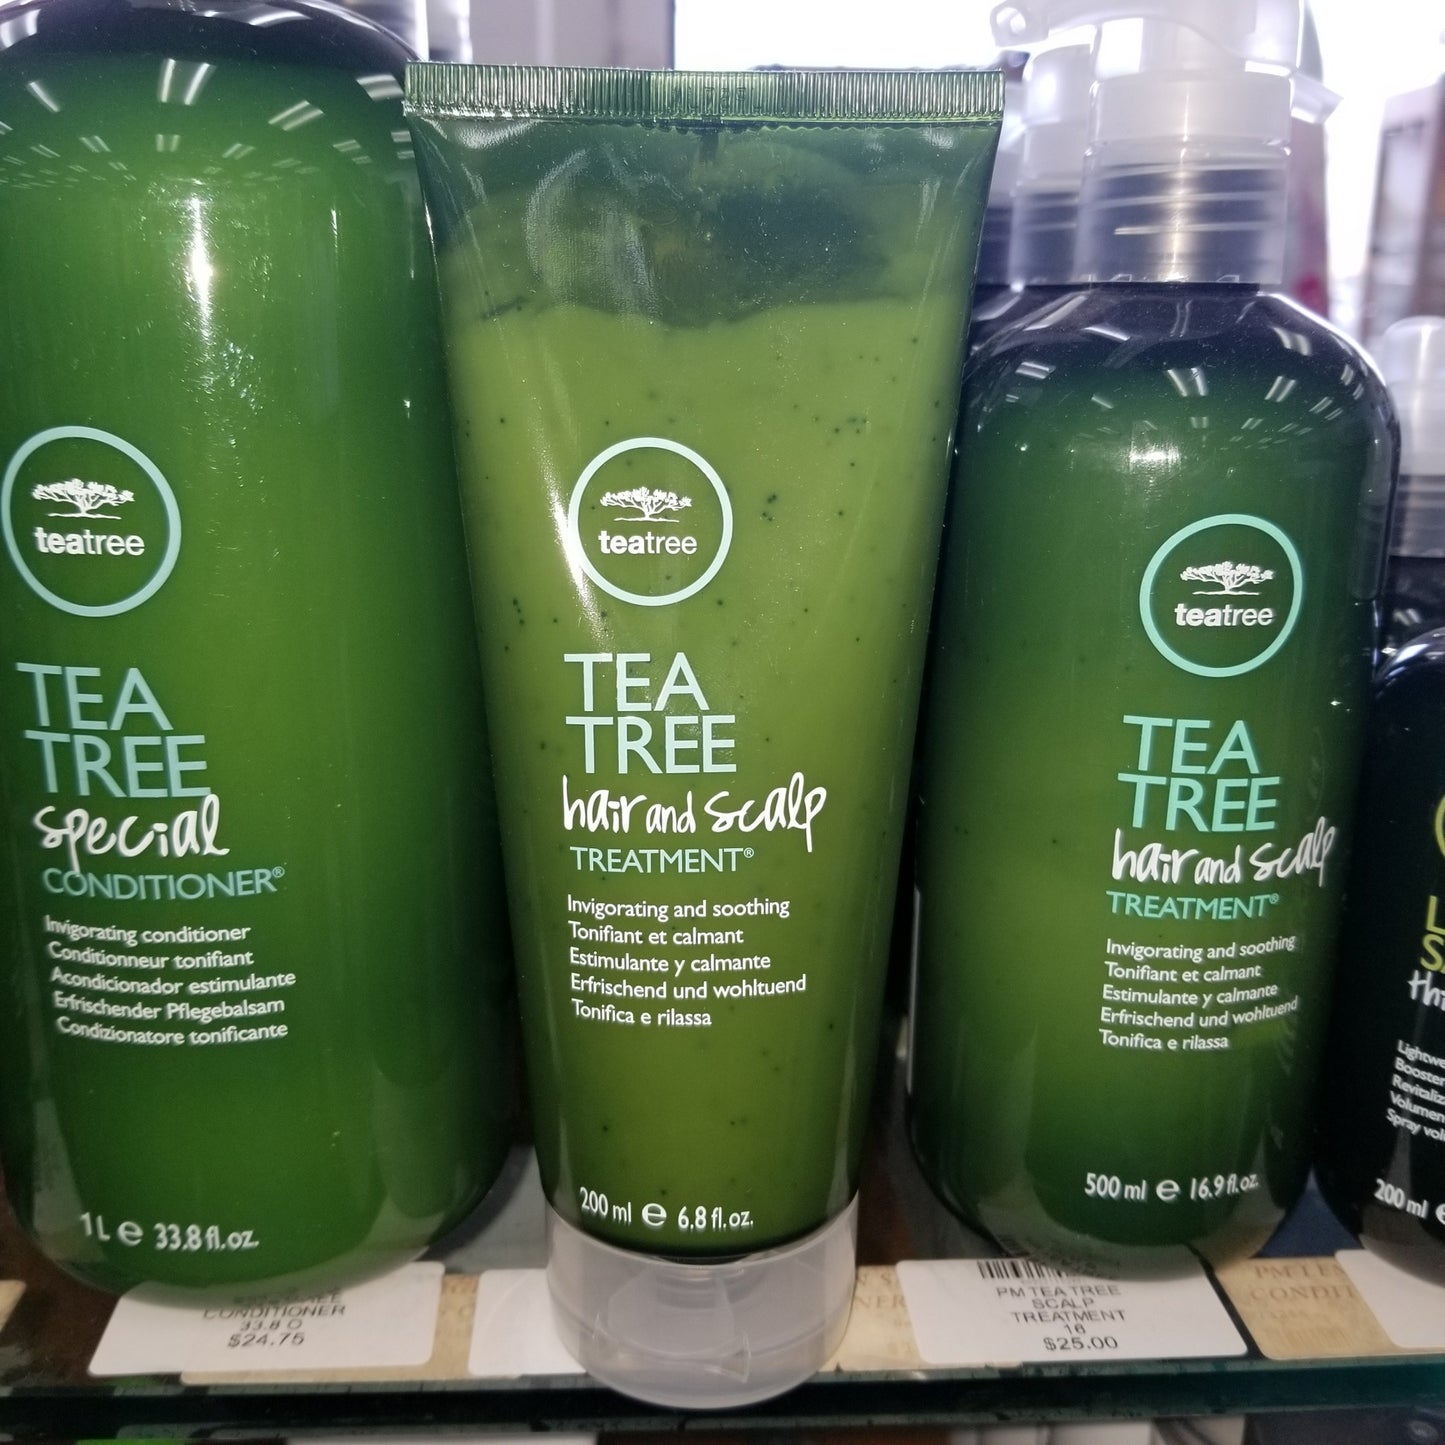 teatree
TEA
TREE
special
CONDITIONER®
Invigorating conditioner
Conditionneur tonifiant
Acondicionador estimulante
Erfrischender Pflegebalsam
Condizionatore tonificante
1L e 33.8 fl.oz.
teatree
TEA
TREE
hair and scalp
TREATMENT®
Invigorating and soothing
Tonifiant et calmant
Estimulante y calmante
Erfrischend und wohltuend
Tonifica e rilassa
200 ml e 6.8 fl.oz.
teatree
TEA
TREE
hair and scalp
TREATMENT®
Invigorating and soothing
Tonifiant et calmant
Estimulante y calmante
Erfrischend und wohltuend
Tonifica e rilassa
500 ml e 16.9 fl.oz.
200 ml
CONDITIONER
33.8 O
$24.75
PM TEA TREE
SCALP
TREATMENT
16
$25.00